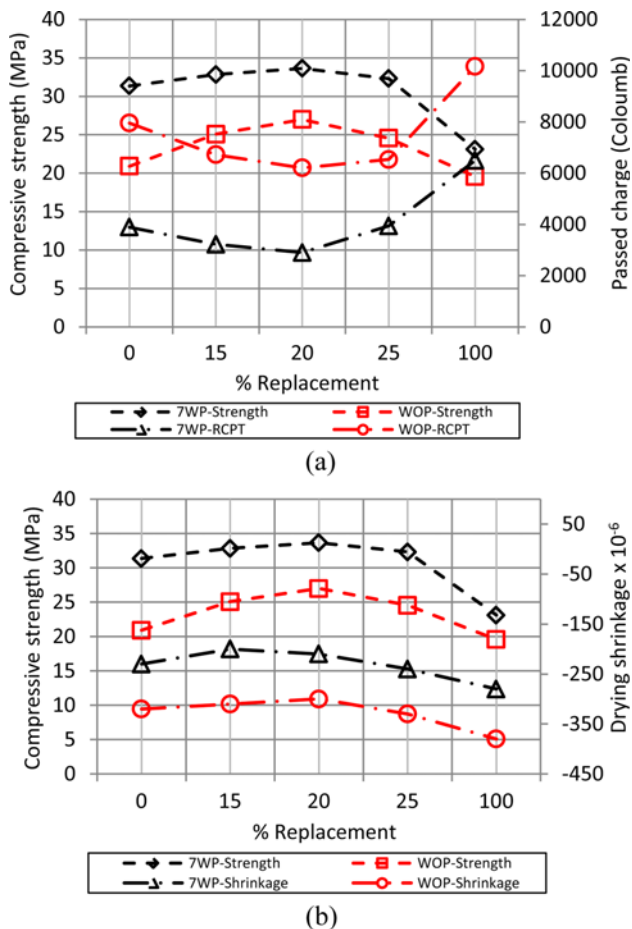 40
35
30
25
20
15
10
5
0
Compressive strength (MPa)
12000
10000
8000
6000
4000
2000
0
Passed charge (Coloumb)
0 15 20 25 100
% Replacement
7WP-Strength WOP-Strength
7WP-RCPT WOP-RCPT
(a)
40
35
30
25
20
15
10
5
0
Compressive strength (MPa)
50
-50
-150
-250
-350
-450
Drying shrinkage x 10⁻⁶
0 15 20 25 100
% Replacement
7WP-Strength WOP-Strength
7WP-Shrinkage WOP-Shrinkage
(b)